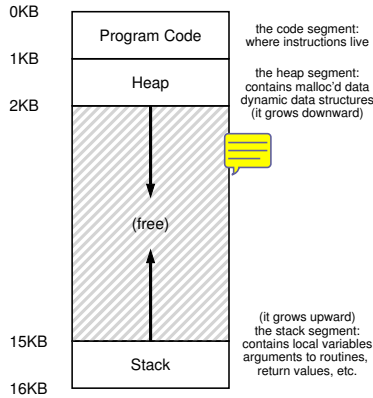 0KB
Program Code
the code segment:
where instructions live
1KB
Heap
the heap segment:
contains malloc'd data
dynamic data structures
(it grows downward)
2KB
(free)
(it grows upward)
the stack segment:
contains local variables
arguments to routines,
return values, etc.
15KB
Stack
16KB